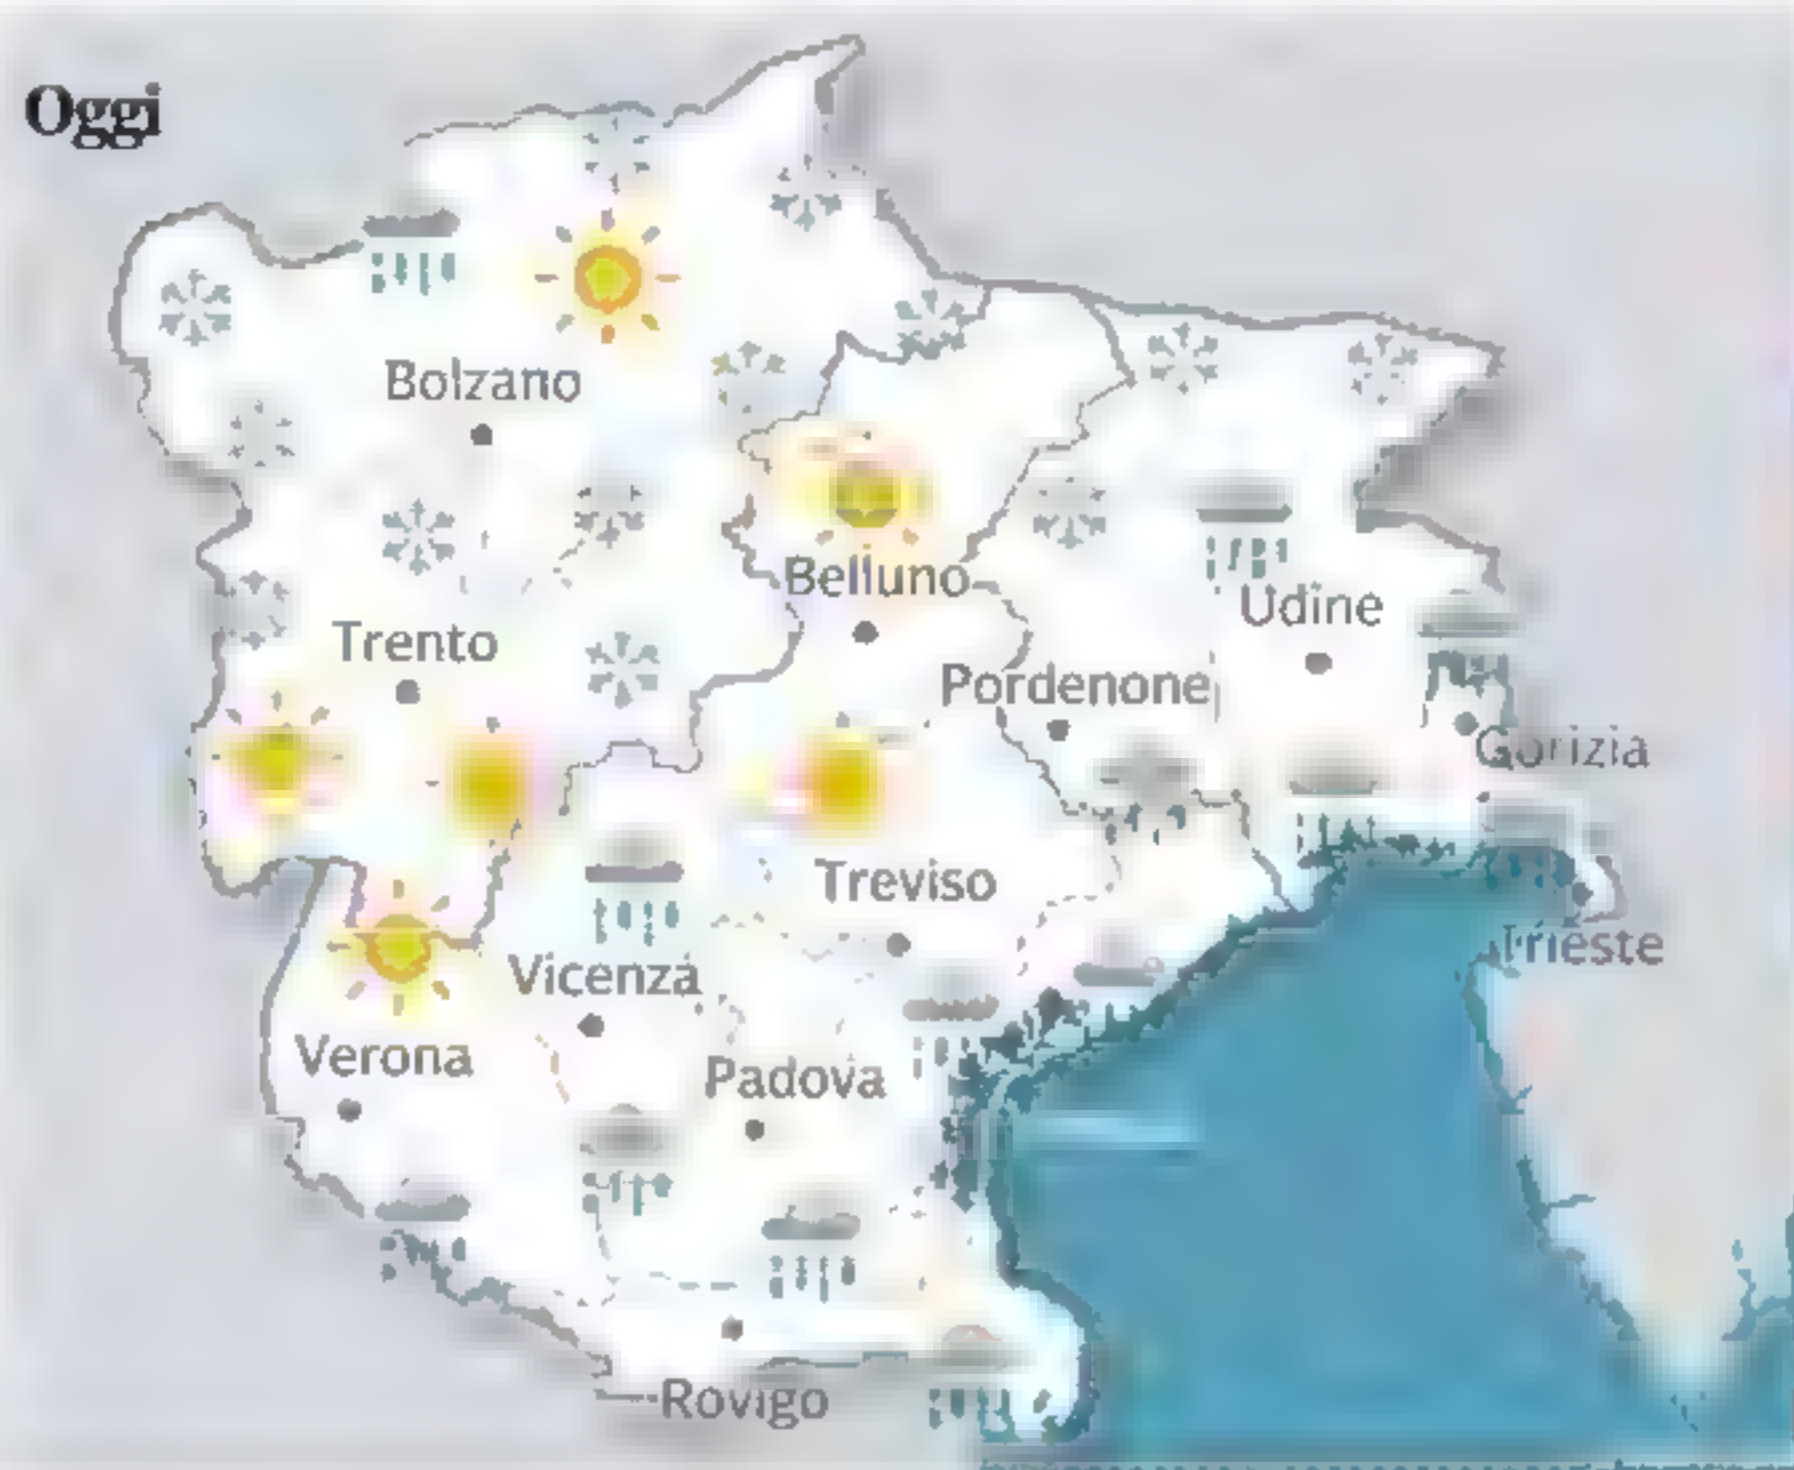 Oggi
Bolzano
Belluno
Udine
Trento
Pordenone
Gorizia
Treviso
Trieste
Vicenza
Verona
Padova
Rovigo